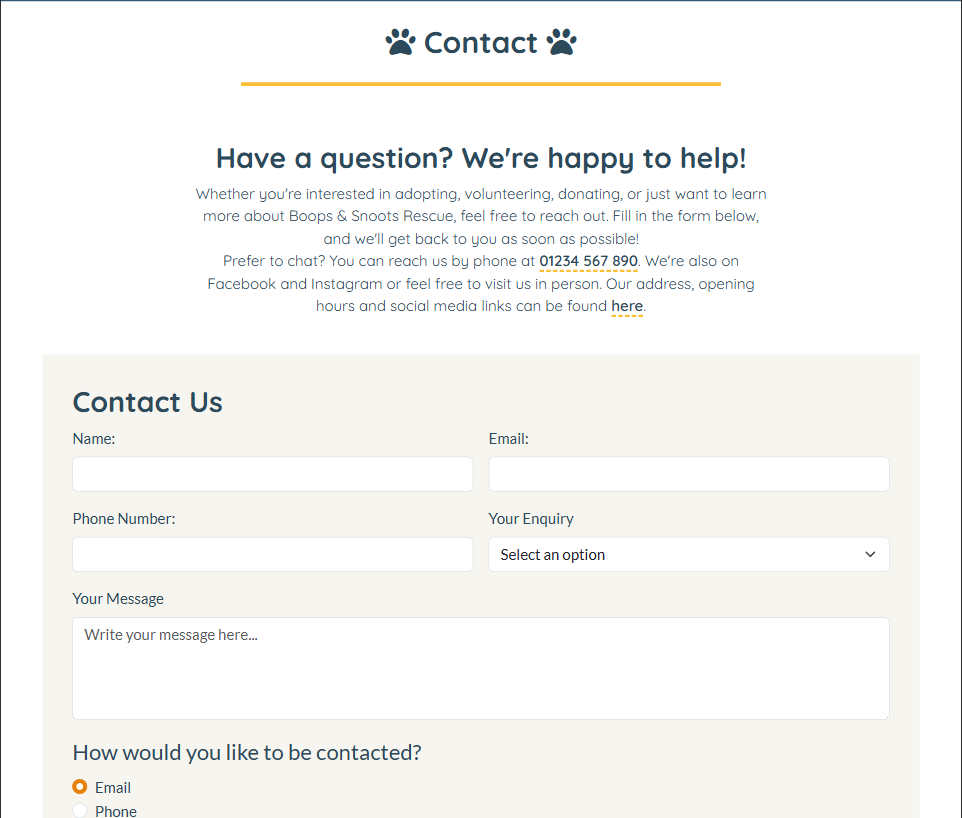 Contact
Have a question? We're happy to help!
Whether you're interested in adopting, volunteering, donating, or just want to learn
more about Boops & Snoots Rescue, feel free to reach out. Fill in the form below,
and we'll get back to you as soon as possible!
Prefer to chat? You can reach us by phone at 01234 567 890. We're also on
Facebook and Instagram or feel free to visit us in person. Our address, opening
hours and social media links can be found here.
Contact Us
Name:
Email:
Phone Number:
Your Enquiry
Select an option
Your Message
Write your message here...
How would you like to be contacted?
Email
Phone